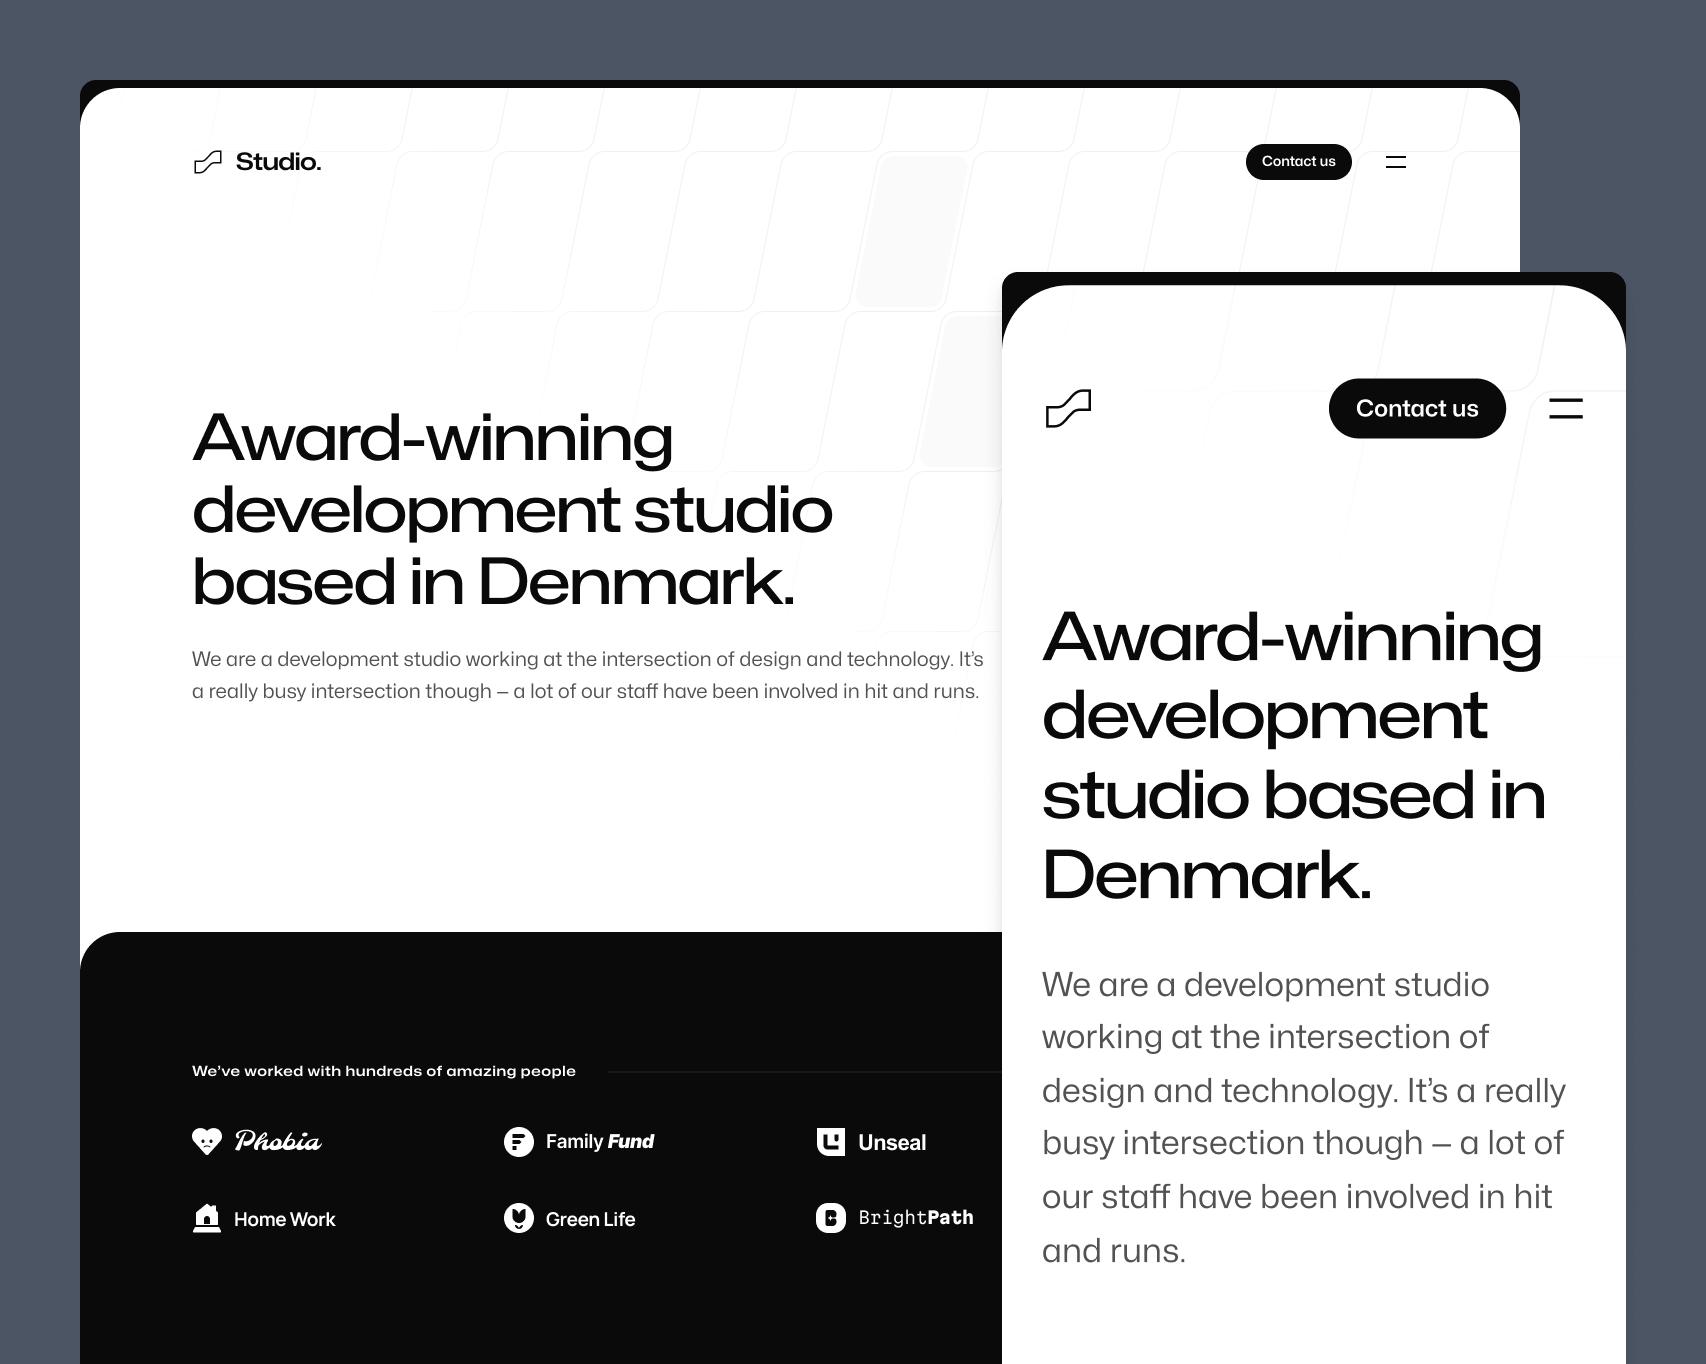 Studio.
Contact us
Award-winning
development studio
based in Denmark.
We are a development studio working at the intersection of design and technology. It’s
a really busy intersection though — a lot of our staff have been involved in hit and runs.
We’ve worked with hundreds of amazing people
Phobia
Family Fund
Unseal
Home Work
Green Life
BrightPath
Contact us
Award-winning
development
studio based in
Denmark.
We are a development studio
working at the intersection of
design and technology. It’s a really
busy intersection though — a lot of
our staff have been involved in hit
and runs.